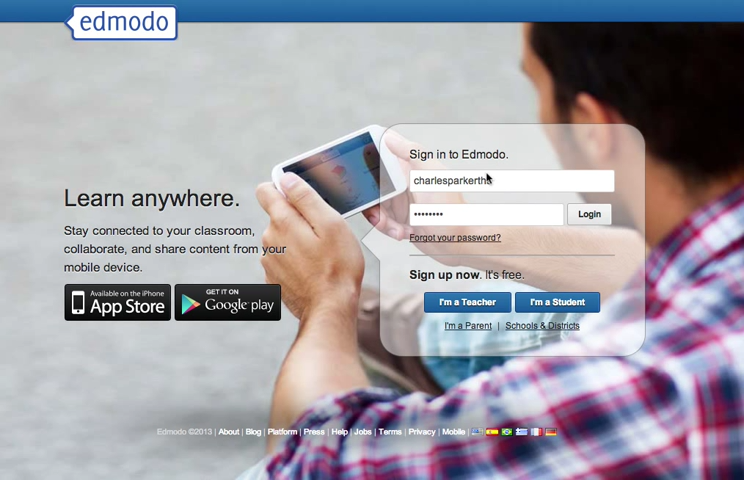 edmodo
Sign in to Edmodo.
Login
Forgot your password?
Learn anywhere.
Stay connected to your classroom,
collaborate, and share content from your
mobile device.
Sign up now. It's free.
Available on the iPhone
App Store
GET IT ON
Google play
I'm a Teacher
I'm a Student
I'm a Parent | Schools & Districts
Edmodo ©2013 | About | Blog | Platform | Press | Help | Jobs | Terms | Privacy | Mobile |